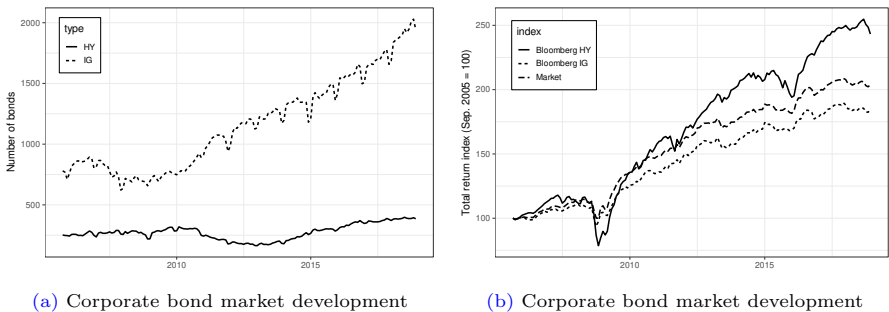 type
HY
IG
2000
1500
1000
500
Number of bonds
2010
2015
(a) Corporate bond market development
index
Bloomberg HY
Bloomberg IG
Market
250
200
150
100
Total return index (Sep. 2005 = 100)
2010
2015
(b) Corporate bond market development